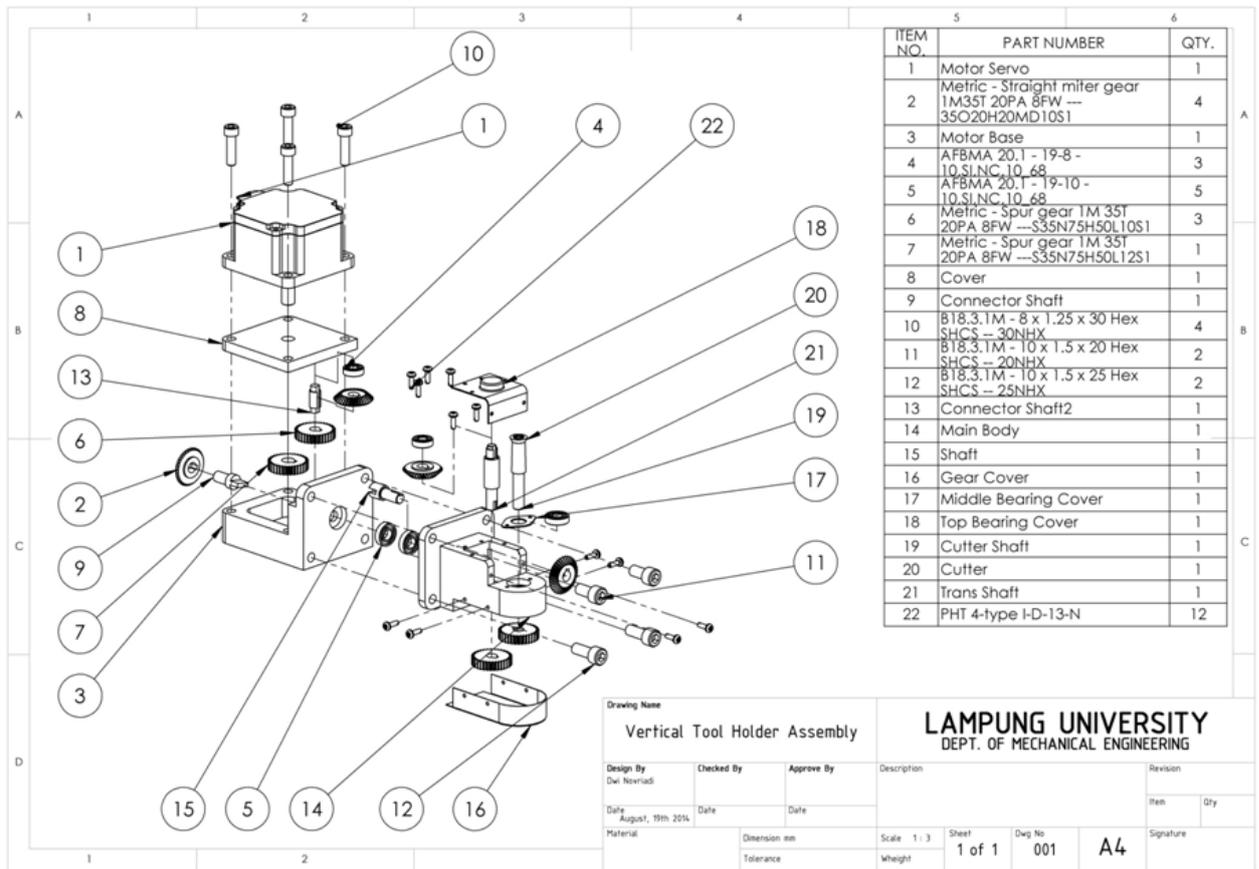 1 2 3 4 5 6
A
B
C
D
10
1
4
22
1
18
8
20
21
13
19
6
2
17
9
11
7
3
15 5 14 12 16
A
B
C
1 2
ITEM NO. PART NUMBER QTY.
1 Motor Servo 1
2 Metric - Straight miter gear
1M35T 20PA 8FW ---
35O20H20MD10S1 4
3 Motor Base 1
4 AFBMA 20.1 - 19-8 -
10,SI,NC,10_68 3
5 AFBMA 20.1 - 19-10 -
10,SI,NC,10_68 5
6 Metric - Spur gear 1M 35T
20PA 8FW ---S35N75H50L10S1 3
7 Metric - Spur gear 1M 35T
20PA 8FW ---S35N75H50L12S1 1
8 Cover 1
9 Connector Shaft 1
10 B18.3.1M - 8 x 1.25 x 30 Hex
SHCS -- 30NHX 4
11 B18.3.1M - 10 x 1.5 x 20 Hex
SHCS -- 20NHX 2
12 B18.3.1M - 10 x 1.5 x 25 Hex
SHCS -- 25NHX 2
13 Connector Shaft2 1
14 Main Body 1
15 Shaft 1
16 Gear Cover 1
17 Middle Bearing Cover 1
18 Top Bearing Cover 1
19 Cutter Shaft 1
20 Cutter 1
21 Trans Shaft 1
22 PHT 4-type I-D-13-N 12
Drawing Name
Vertical Tool Holder Assembly
LAMPUNG UNIVERSITY
DEPT. OF MECHANICAL ENGINEERING
Design By Checked By Approve By Description Revision
Dwi Novriadi
Item Qty
Date Date Date
August, 19th 2014
Material Dimension mm Scale 1 : 3 Sheet Dwg No Signature
1 of 1 001 A4
Tolerance Wheight